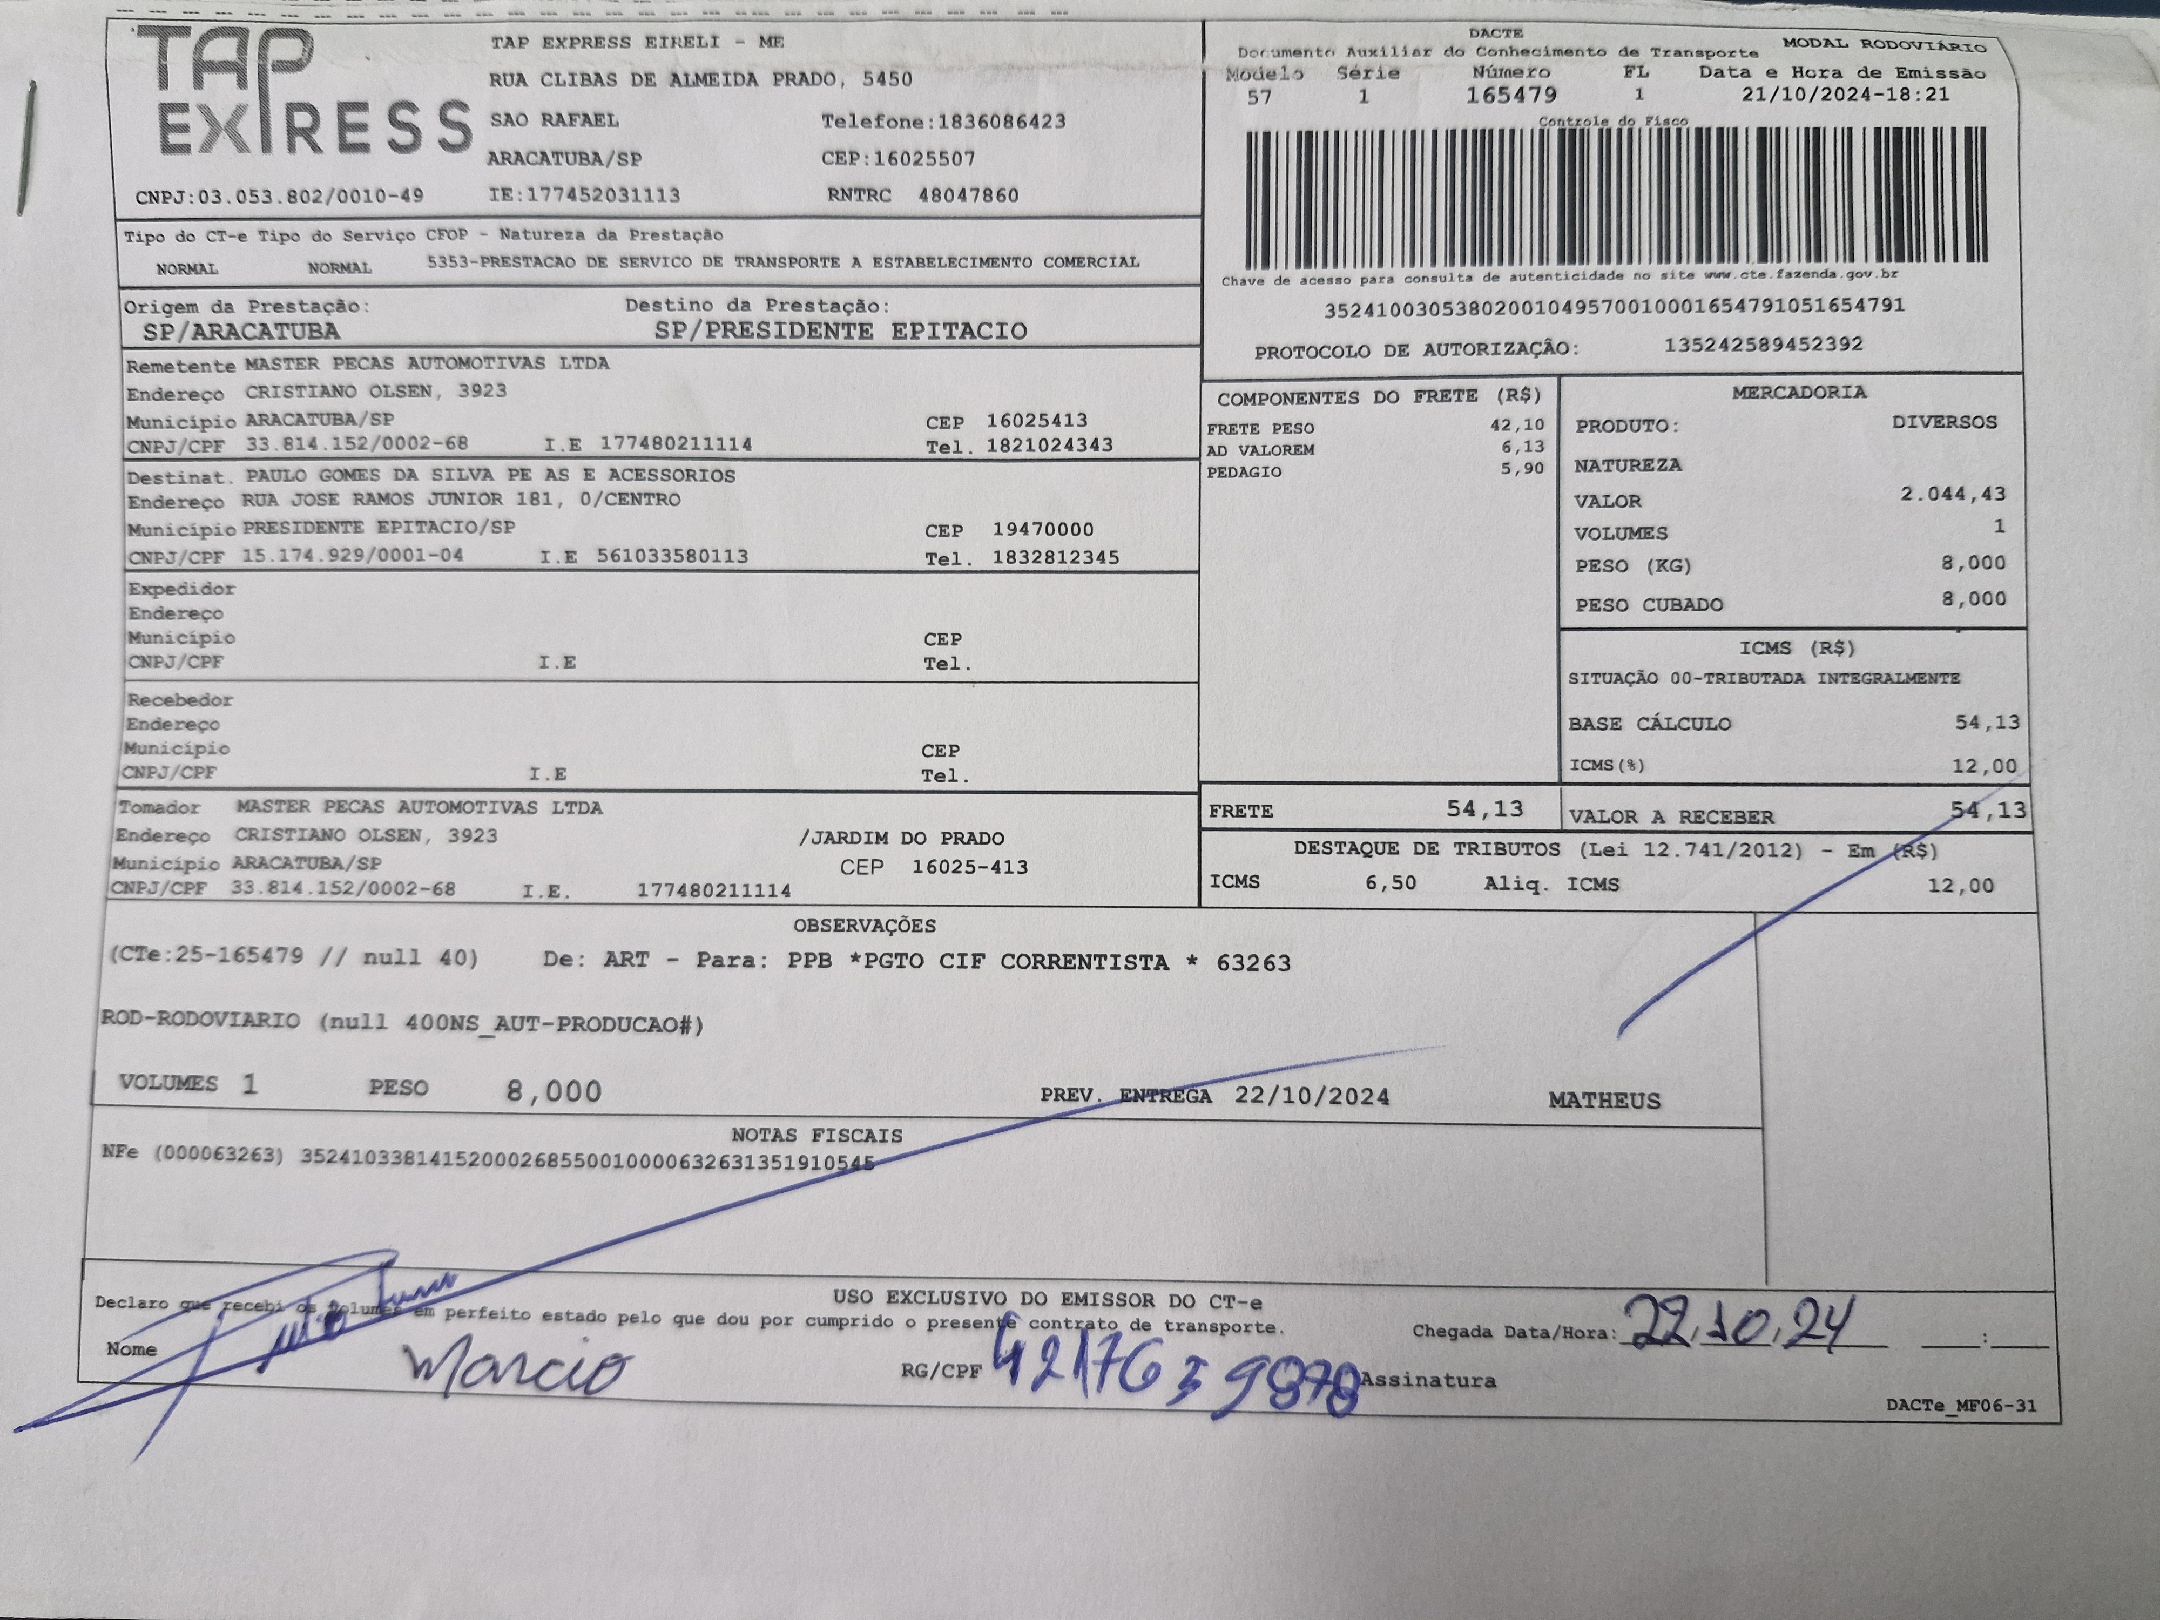 TAP EXPRESS
TAP EXPRESS EIRELI - ME
RUA CLIBAS DE ALMEIDA PRADO, 5450
SAO RAFAEL Telefone:1836086423
ARACATUBA/SP CEP:16025507
CNPJ:03.053.802/0010-49 IE:177452031113 RNTRC 48047860
DACTE
Documento Auxiliar do Conhecimento de Transporte MODAL RODOVIÁRIO
Modelo Série Número FL Data e Hora de Emissão
57 1 165479 1 21/10/2024-18:21
Controle do Fisco
Chave de acesso para consulta de autenticidade no site www.cte.fazenda.gov.br
35241003053802001049570010001654791051654791
PROTOCOLO DE AUTORIZAÇÃO: 135242589452392
Tipo do CT-e Tipo do Serviço CFOP - Natureza da Prestação
NORMAL NORMAL 5353-PRESTACAO DE SERVICO DE TRANSPORTE A ESTABELECIMENTO COMERCIAL
Origem da Prestação: Destino da Prestação:
SP/ARACATUBA SP/PRESIDENTE EPITACIO
Remetente MASTER PECAS AUTOMOTIVAS LTDA
Endereço CRISTIANO OLSEN, 3923
Município ARACATUBA/SP CEP 16025413
CNPJ/CPF 33.814.152/0002-68 I.E 177480211114 Tel. 1821024343
Destinat. PAULO GOMES DA SILVA PE AS E ACESSORIOS
Endereço RUA JOSE RAMOS JUNIOR 181, 0/CENTRO
Município PRESIDENTE EPITACIO/SP CEP 19470000
CNPJ/CPF 15.174.929/0001-04 I.E 561033580113 Tel. 1832812345
Expedidor
Endereço
Município CEP
CNPJ/CPF I.E Tel.
Recebedor
Endereço
Município CEP
CNPJ/CPF I.E Tel.
Tomador MASTER PECAS AUTOMOTIVAS LTDA
Endereço CRISTIANO OLSEN, 3923 /JARDIM DO PRADO
Município ARACATUBA/SP CEP 16025-413
CNPJ/CPF 33.814.152/0002-68 I.E. 177480211114
COMPONENTES DO FRETE (R$)
FRETE PESO 42,10
AD VALOREM 6,13
PEDAGIO 5,90
MERCADORIA
PRODUTO: DIVERSOS
NATUREZA
VALOR 2.044,43
VOLUMES 1
PESO (KG) 8,000
PESO CUBADO 8,000
ICMS (R$)
SITUAÇÃO 00-TRIBUTADA INTEGRALMENTE
BASE CÁLCULO 54,13
ICMS(%) 12,00
FRETE 54,13 VALOR A RECEBER 54,13
DESTAQUE DE TRIBUTOS (Lei 12.741/2012) - Em (R$)
ICMS 6,50 Aliq. ICMS 12,00
OBSERVAÇÕES
(CTe:25-165479 // null 40) De: ART - Para: PPB *PGTO CIF CORRENTISTA * 63263
ROD-RODOVIARIO (null 400NS_AUT-PRODUCAO#)
VOLUMES 1 PESO 8,000 PREV. ENTREGA 22/10/2024 MATHEUS
NOTAS FISCAIS
NFe (000063263) 35241033814152000268550010000632631351910545
USO EXCLUSIVO DO EMISSOR DO CT-e
Declaro que recebi os volumes em perfeito estado pelo que dou por cumprido o presente contrato de transporte.
Chegada Data/Hora: 22.10.24 :
Nome Marcio RG/CPF 42176359878 Assinatura
DACTe_MF06-31